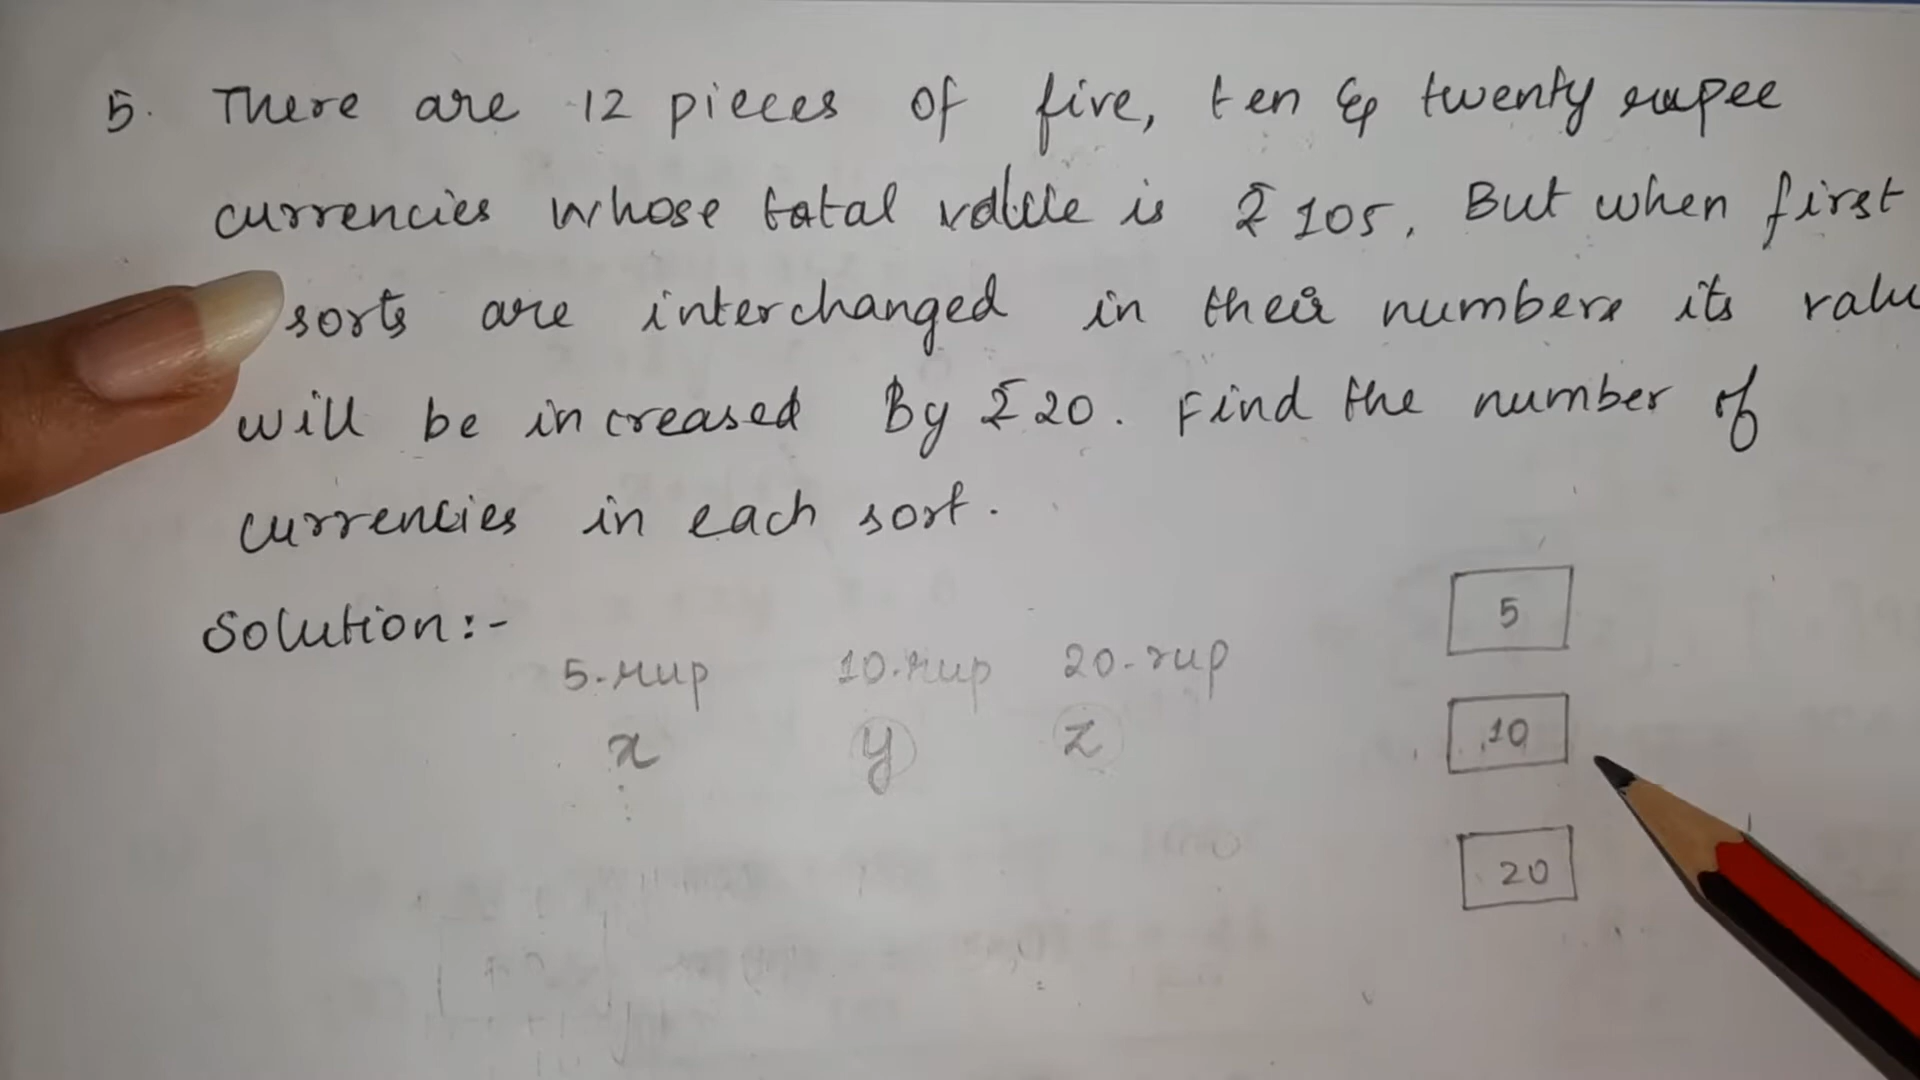 5. There are 12 pieces of five, ten & twenty rupee
currencies whose total value is ₹ 105. But when first
sorts are interchanged in their numbers its valu
will be increased By ₹ 20. Find the number of
currencies in each sort.
Solution:-
5-rup 10-rup 20-rup
x y z
5
10
20